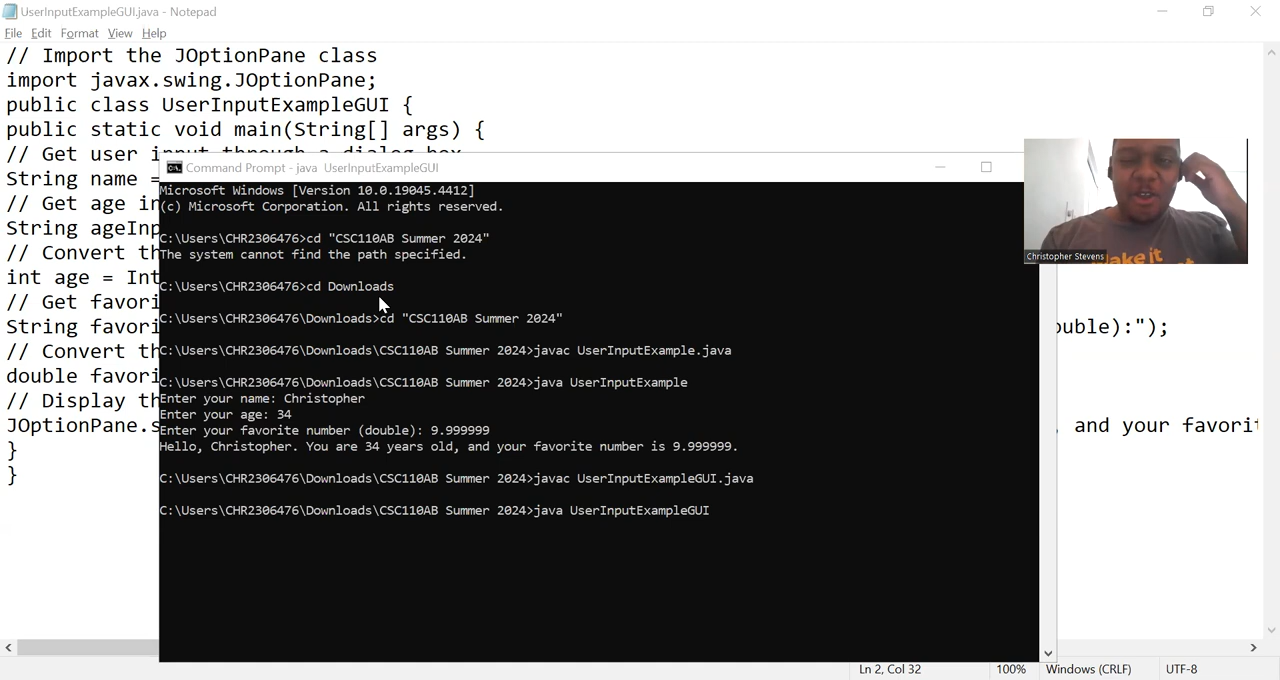 UserInputExampleGUI.java - Notepad
File Edit Format View Help
// Import the JOptionPane class
import javax.swing.JOptionPane;
public class UserInputExampleGUI {
public static void main(String[] args) {
// Get user input through a dialog box
String name =
// Get age in
String ageInp
// Convert th
int age = Int
// Get favori
String favori ouble):");
// Convert th
double favori
// Display th
JOptionPane.s , and your favorit
}
}
Command Prompt - java UserInputExampleGUI
Microsoft Windows [Version 10.0.19045.4412]
(c) Microsoft Corporation. All rights reserved.
C:\Users\CHR2306476>cd "CSC110AB Summer 2024"
The system cannot find the path specified.
C:\Users\CHR2306476>cd Downloads
C:\Users\CHR2306476\Downloads>cd "CSC110AB Summer 2024"
C:\Users\CHR2306476\Downloads\CSC110AB Summer 2024>javac UserInputExample.java
C:\Users\CHR2306476\Downloads\CSC110AB Summer 2024>java UserInputExample
Enter your name: Christopher
Enter your age: 34
Enter your favorite number (double): 9.999999
Hello, Christopher. You are 34 years old, and your favorite number is 9.999999.
C:\Users\CHR2306476\Downloads\CSC110AB Summer 2024>javac UserInputExampleGUI.java
C:\Users\CHR2306476\Downloads\CSC110AB Summer 2024>java UserInputExampleGUI
Christopher Stevens
ake it
Ln 2, Col 32 100% Windows (CRLF) UTF-8